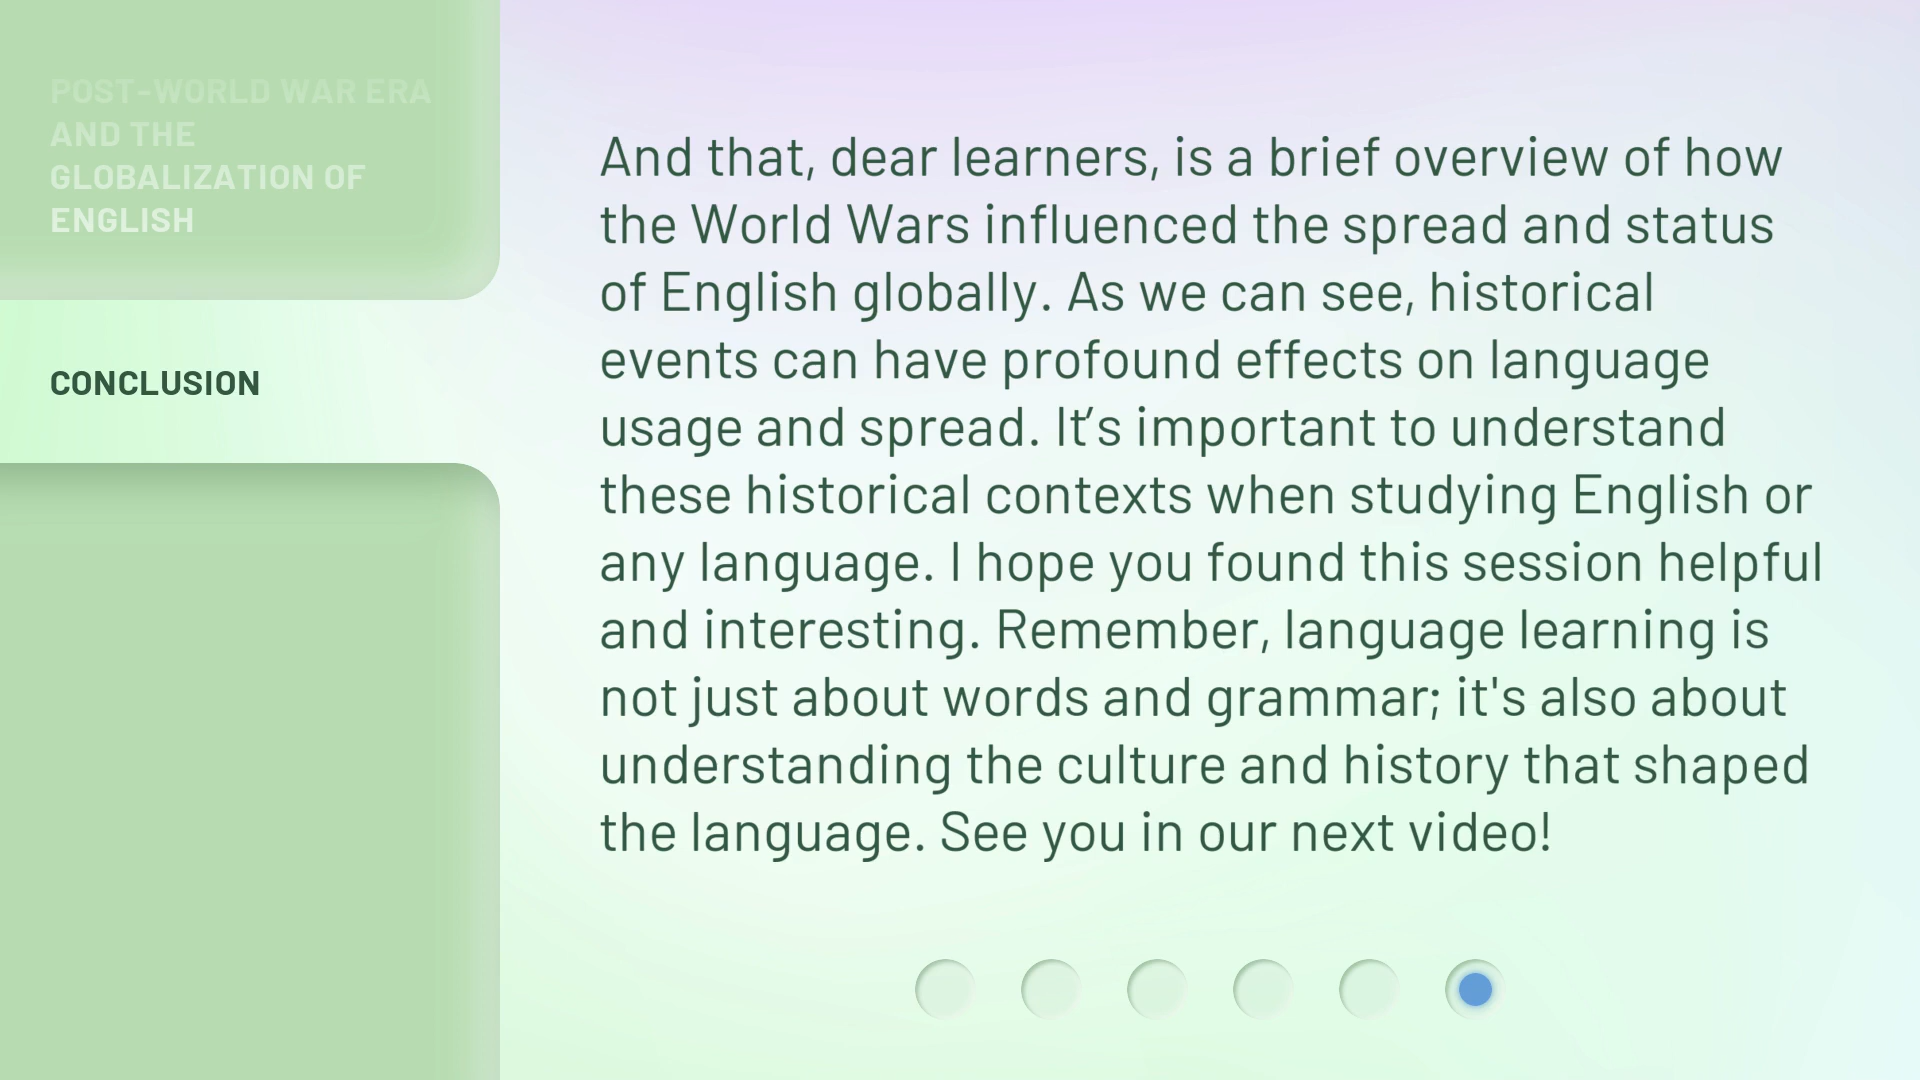 POST-WORLD WAR ERA
AND THE
GLOBALIZATION OF
ENGLISH
CONCLUSION
And that, dear learners, is a brief overview of how
the World Wars influenced the spread and status
of English globally. As we can see, historical
events can have profound effects on language
usage and spread. It’s important to understand
these historical contexts when studying English or
any language. I hope you found this session helpful
and interesting. Remember, language learning is
not just about words and grammar; it's also about
understanding the culture and history that shaped
the language. See you in our next video!